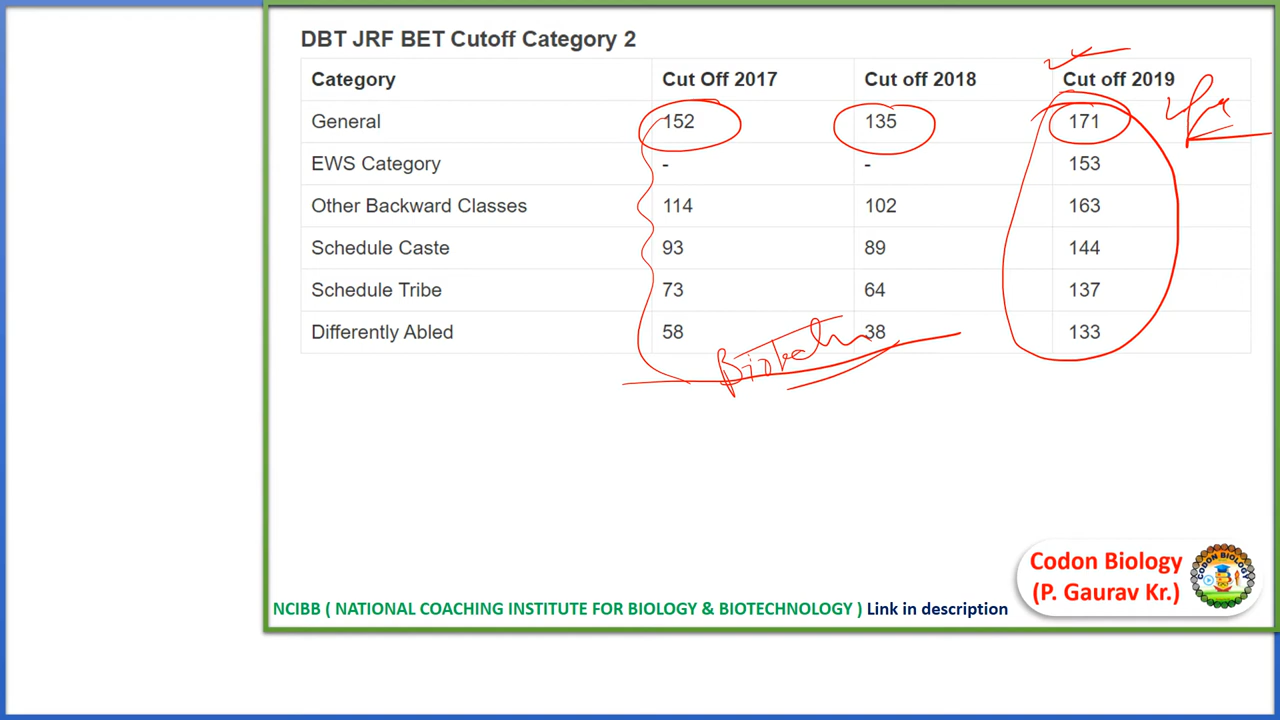 DBT JRF BET Cutoff Category 2
Category Cut Off 2017 Cut off 2018 Cut off 2019
General 152 135 171
EWS Category - - 153
Other Backward Classes 114 102 163
Schedule Caste 93 89 144
Schedule Tribe 73 64 137
Differently Abled 58 38 133
Biotech
Codon Biology
(P. Gaurav Kr.)
CODON BIOLOGY
NCIBB ( NATIONAL COACHING INSTITUTE FOR BIOLOGY & BIOTECHNOLOGY ) Link in description